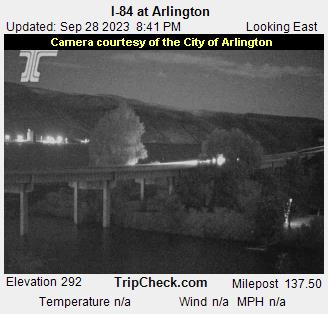 I-84 at Arlington
Updated: Sep 28 2023 8:41 PM Looking East
Camera courtesy of the City of Arlington
Elevation 292 TripCheck.com Milepost 137.50
Temperature n/a Wind n/a MPH n/a